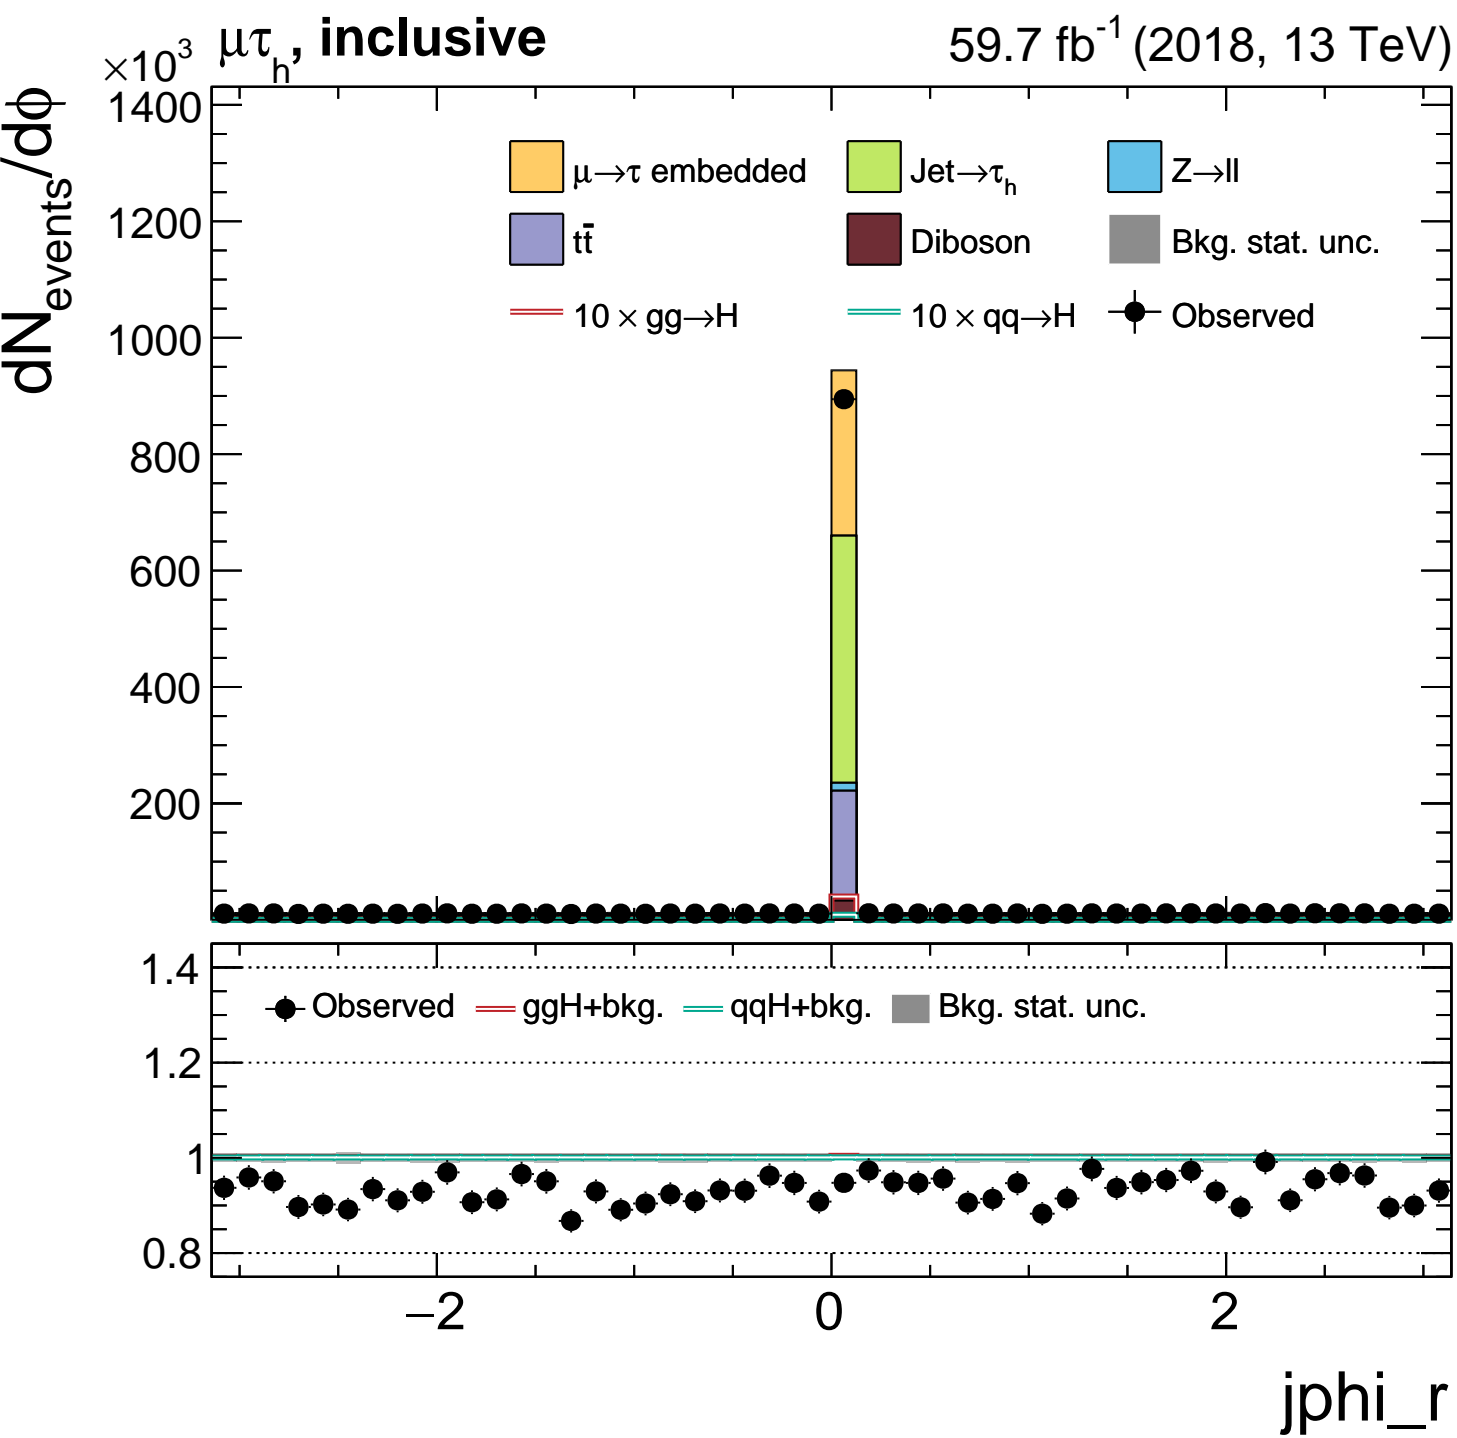 μτh, inclusive
59.7 fb-1 (2018, 13 TeV)
×10³
dNevents/dϕ
1400
1200
1000
800
600
400
200
μ→τ embedded
Jet→τh
Z→ll
tt̄
Diboson
Bkg. stat. unc.
10 × gg→H
10 × qq→H
Observed
1.4
1.2
1
0.8
Observed
ggH+bkg.
qqH+bkg.
Bkg. stat. unc.
−2
0
2
jphi_r